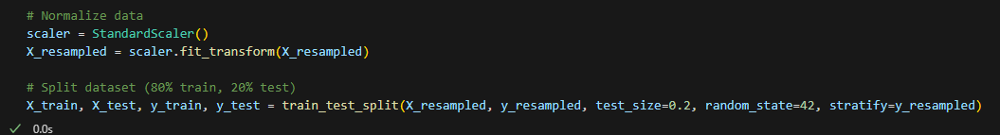 # Normalize data
scaler = StandardScaler()
X_resampled = scaler.fit_transform(X_resampled)
# Split dataset (80% train, 20% test)
X_train, X_test, y_train, y_test = train_test_split(X_resampled, y_resampled, test_size=0.2, random_state=42, stratify=y_resampled)
0.0s